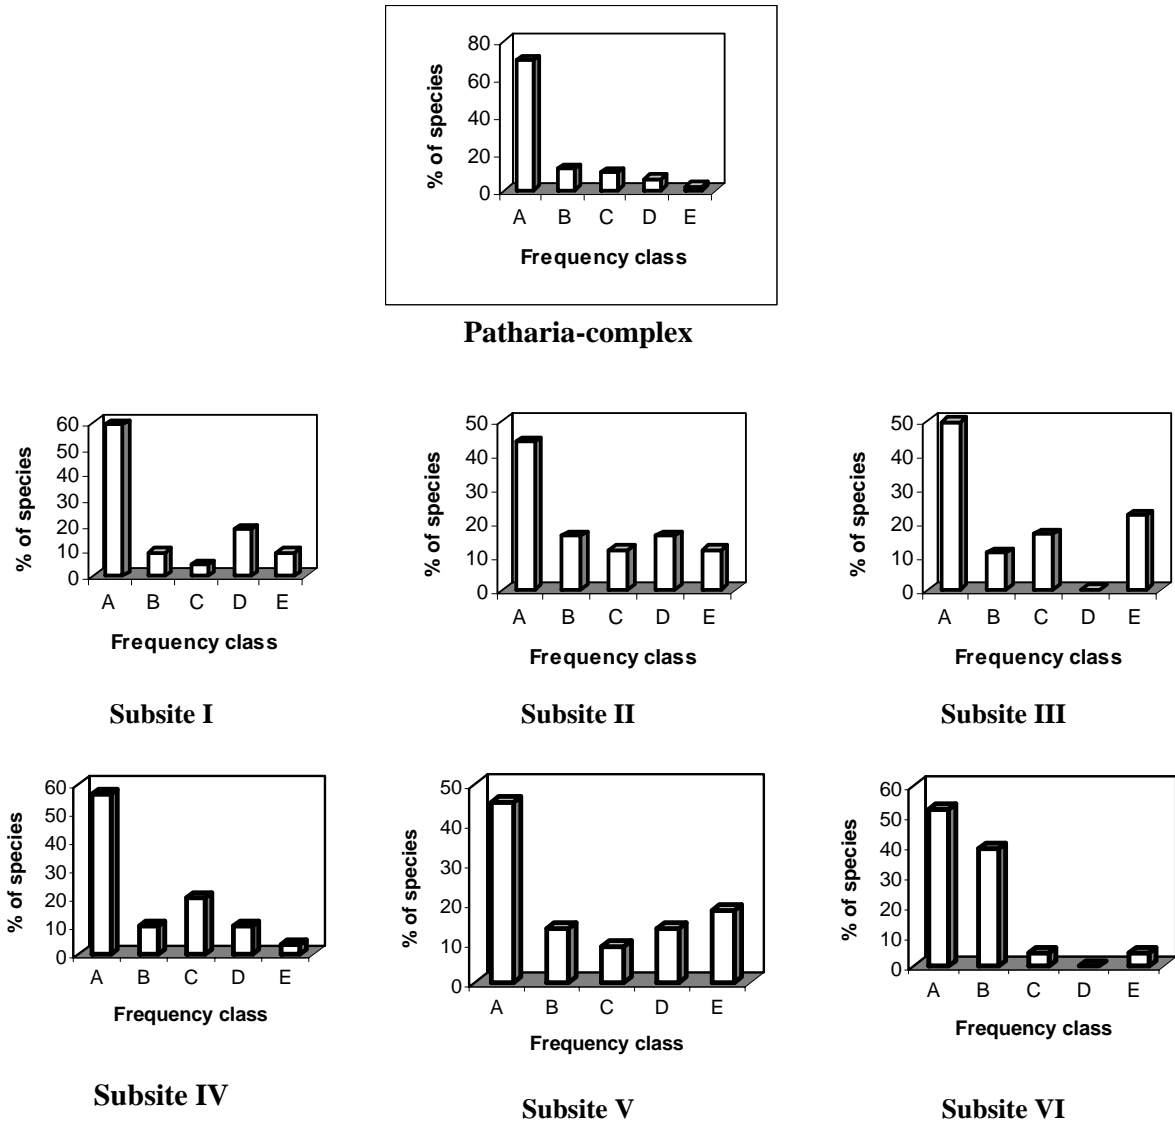 % of species
80
60
40
20
0
A B C D E
Frequency class
Patharia-complex
% of species
60
50
40
30
20
10
0
A B C D E
Frequency class
Subsite I
% of species
50
40
30
20
10
0
A B C D E
Frequency class
Subsite II
% of species
50
40
30
20
10
0
A B C D E
Frequency class
Subsite III
% of species
60
50
40
30
20
10
0
A B C D E
Frequency class
Subsite IV
% of species
50
40
30
20
10
0
A B C D E
Frequency class
Subsite V
% of species
60
50
40
30
20
10
0
A B C D E
Frequency class
Subsite VI